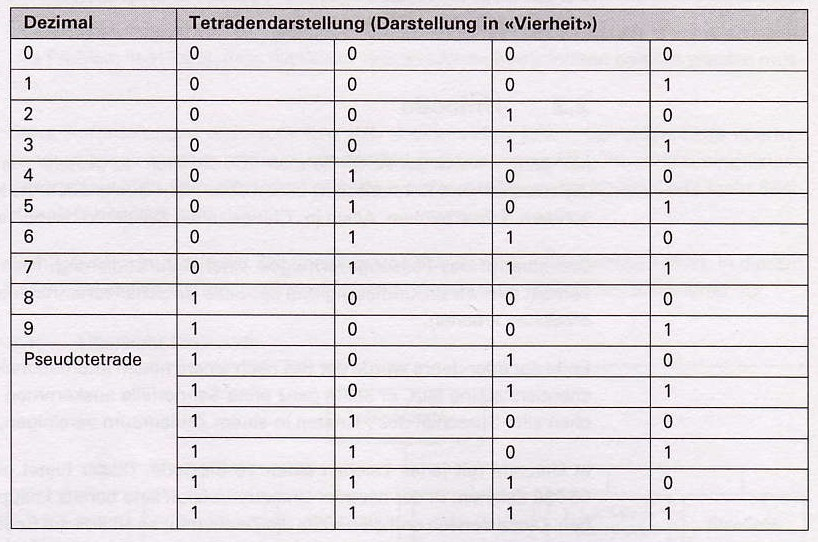 Dezimal Tetradendarstellung (Darstellung in «Vierheit»)
0 0 0 0 0
1 0 0 0 1
2 0 0 1 0
3 0 0 1 1
4 0 1 0 0
5 0 1 0 1
6 0 1 1 0
7 0 1 1 1
8 1 0 0 0
9 1 0 0 1
Pseudotetrade 1 0 1 0
1 0 1 1
1 1 0 0
1 1 0 1
1 1 1 0
1 1 1 1